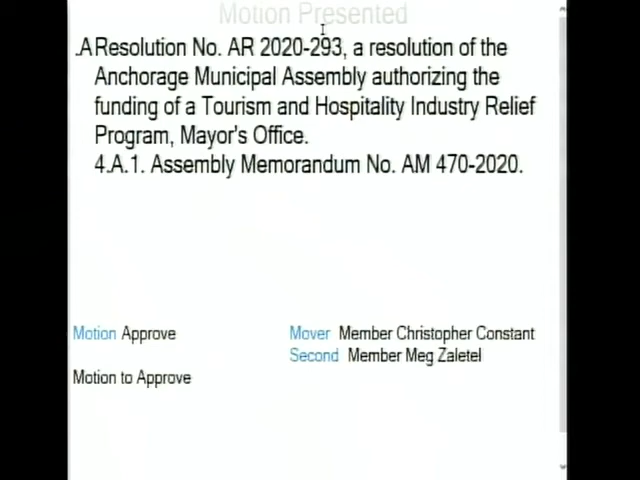 Motion Presented
.A Resolution No. AR 2020-293, a resolution of the
Anchorage Municipal Assembly authorizing the
funding of a Tourism and Hospitality Industry Relief
Program, Mayor's Office.
4.A.1. Assembly Memorandum No. AM 470-2020.
Motion Approve
Mover Member Christopher Constant
Second Member Meg Zaletel
Motion to Approve